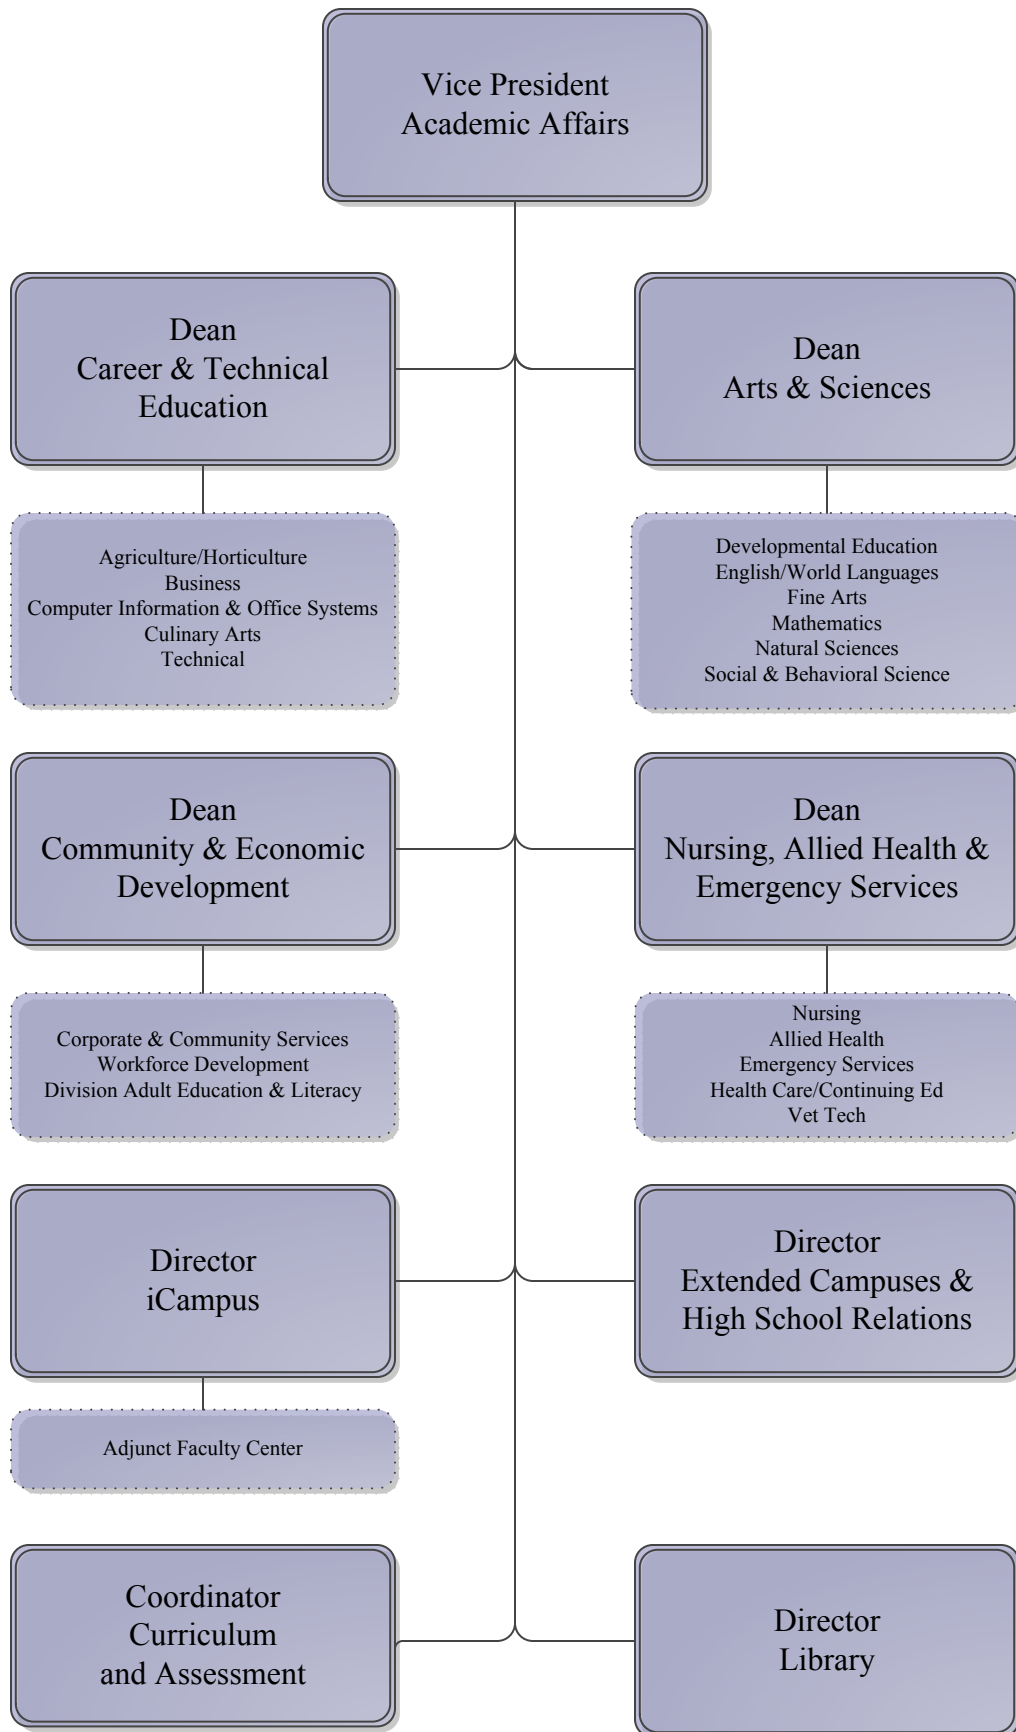 Vice President
Academic Affairs
Dean
Career & Technical
Education
Dean
Arts & Sciences
Agriculture/Horticulture
Business
Computer Information & Office Systems
Culinary Arts
Technical
Developmental Education
English/World Languages
Fine Arts
Mathematics
Natural Sciences
Social & Behavioral Science
Dean
Community & Economic
Development
Dean
Nursing, Allied Health &
Emergency Services
Corporate & Community Services
Workforce Development
Division Adult Education & Literacy
Nursing
Allied Health
Emergency Services
Health Care/Continuing Ed
Vet Tech
Director
iCampus
Director
Extended Campuses &
High School Relations
Adjunct Faculty Center
Coordinator
Curriculum
and Assessment
Director
Library